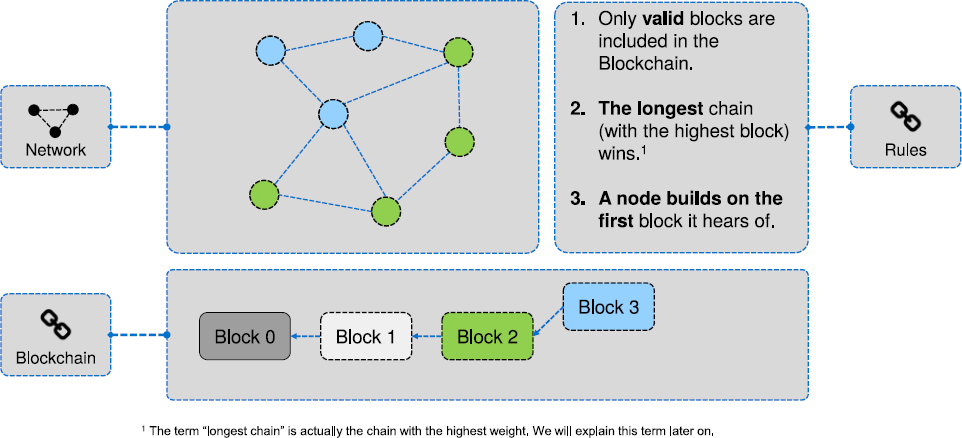 Network
1. Only valid blocks are
included in the
Blockchain.
2. The longest chain
(with the highest block)
wins.¹
3. A node builds on the
first block it hears of.
Rules
Blockchain
Block 0
Block 1
Block 2
Block 3
¹ The term “longest chain” is actually the chain with the highest weight. We will explain this term later on.